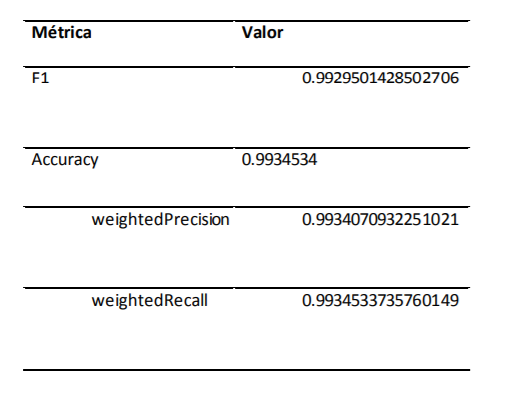 Métrica Valor
F1 0.9929501428502706
Accuracy 0.9934534
weightedPrecision 0.9934070932251021
weightedRecall 0.9934533735760149